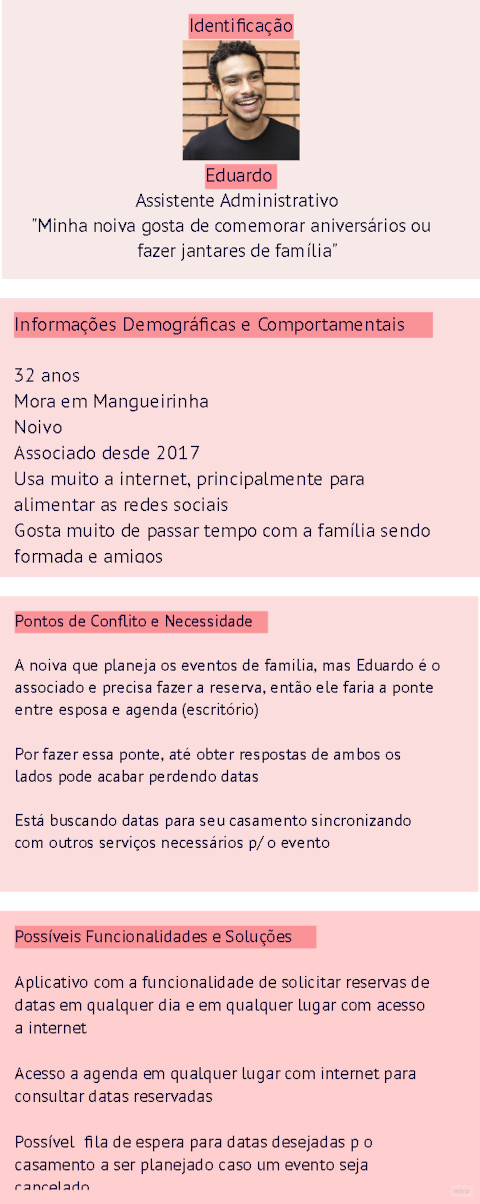 Identificação
Eduardo
Assistente Administrativo
"Minha noiva gosta de comemorar aniversários ou
fazer jantares de família"
Informações Demográficas e Comportamentais
32 anos
Mora em Mangueirinha
Noivo
Associado desde 2017
Usa muito a internet, principalmente para
alimentar as redes sociais
Gosta muito de passar tempo com a família sendo
formada e amigos
Pontos de Conflito e Necessidade
A noiva que planeja os eventos de familia, mas Eduardo é o
associado e precisa fazer a reserva, então ele faria a ponte
entre esposa e agenda (escritório)
Por fazer essa ponte, até obter respostas de ambos os
lados pode acabar perdendo datas
Está buscando datas para seu casamento sincronizando
com outros serviços necessários p/ o evento
Possíveis Funcionalidades e Soluções
Aplicativo com a funcionalidade de solicitar reservas de
datas em qualquer dia e em qualquer lugar com acesso
a internet
Acesso a agenda em qualquer lugar com internet para
consultar datas reservadas
Possível fila de espera para datas desejadas p o
casamento a ser planejado caso um evento seja
cancelado